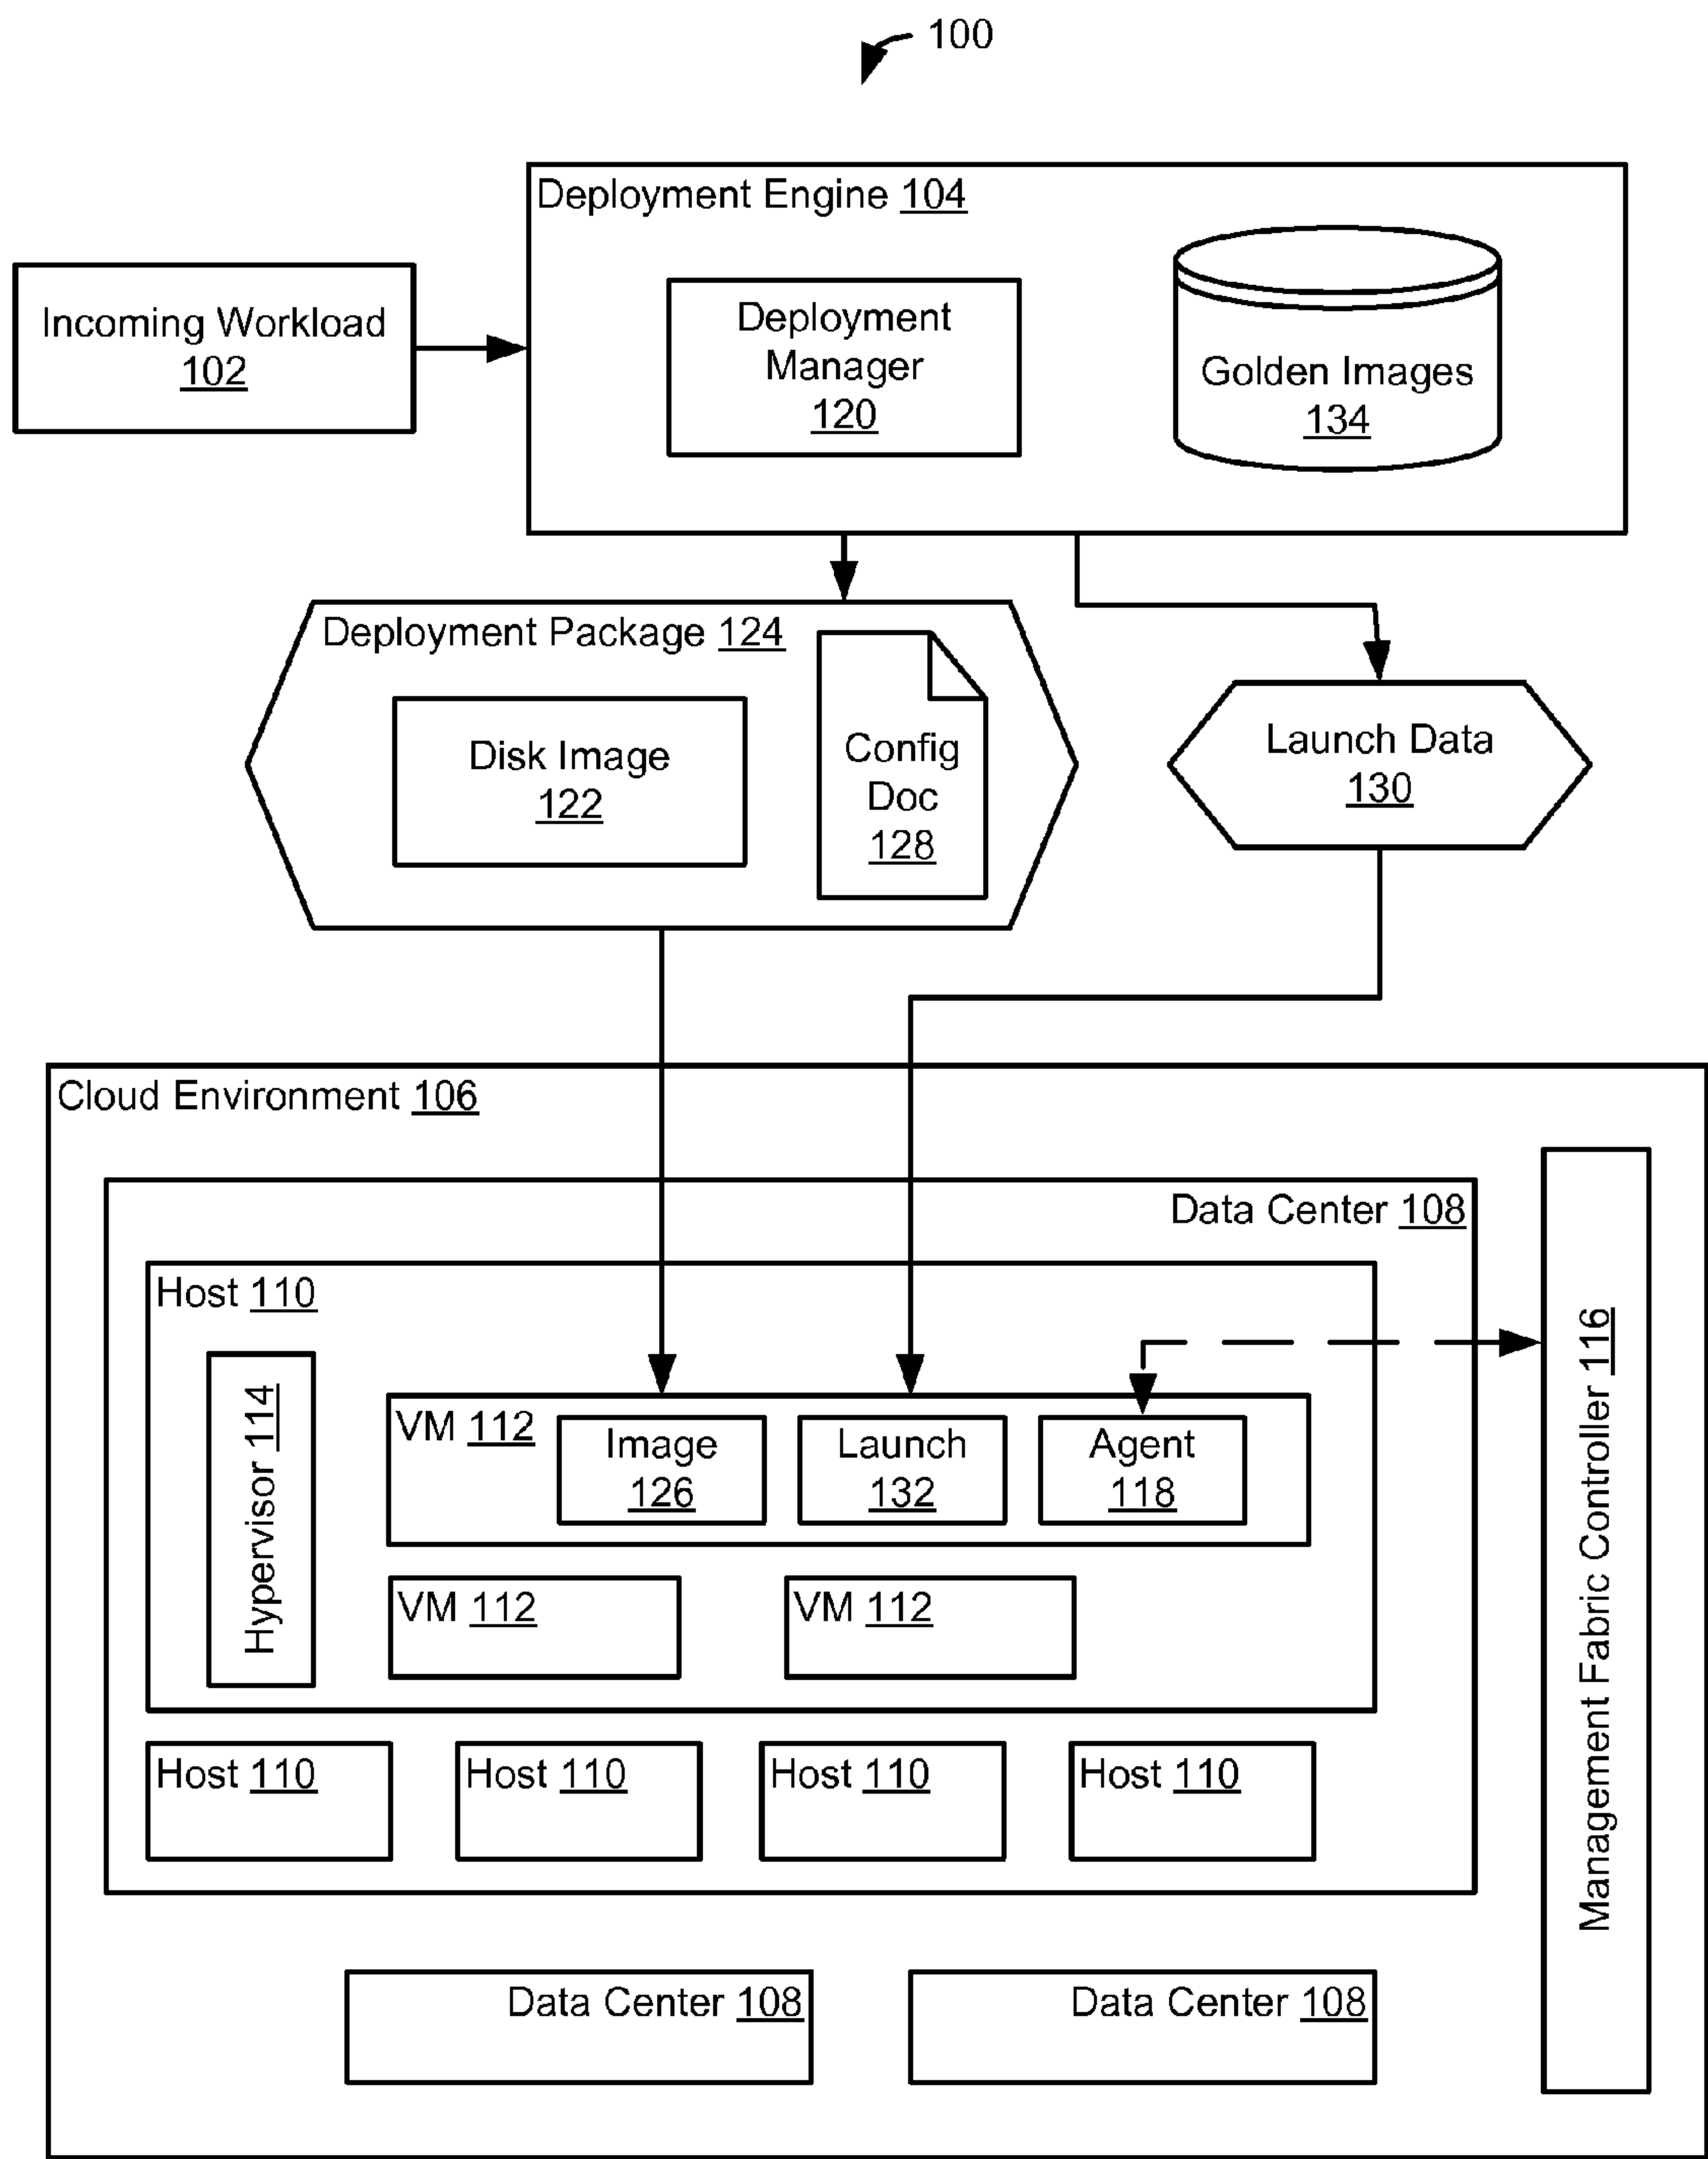 100
Deployment Engine 104
Incoming Workload
102
Deployment
Manager
120
Golden Images
134
Deployment Package 124
Disk Image
122
Config
Doc
128
Launch Data
130
Cloud Environment 106
Data Center 108
Host 110
Hypervisor 114
VM 112
Image
126
Launch
132
Agent
118
VM 112
VM 112
Management Fabric Controller 116
Host 110
Host 110
Host 110
Host 110
Data Center 108
Data Center 108